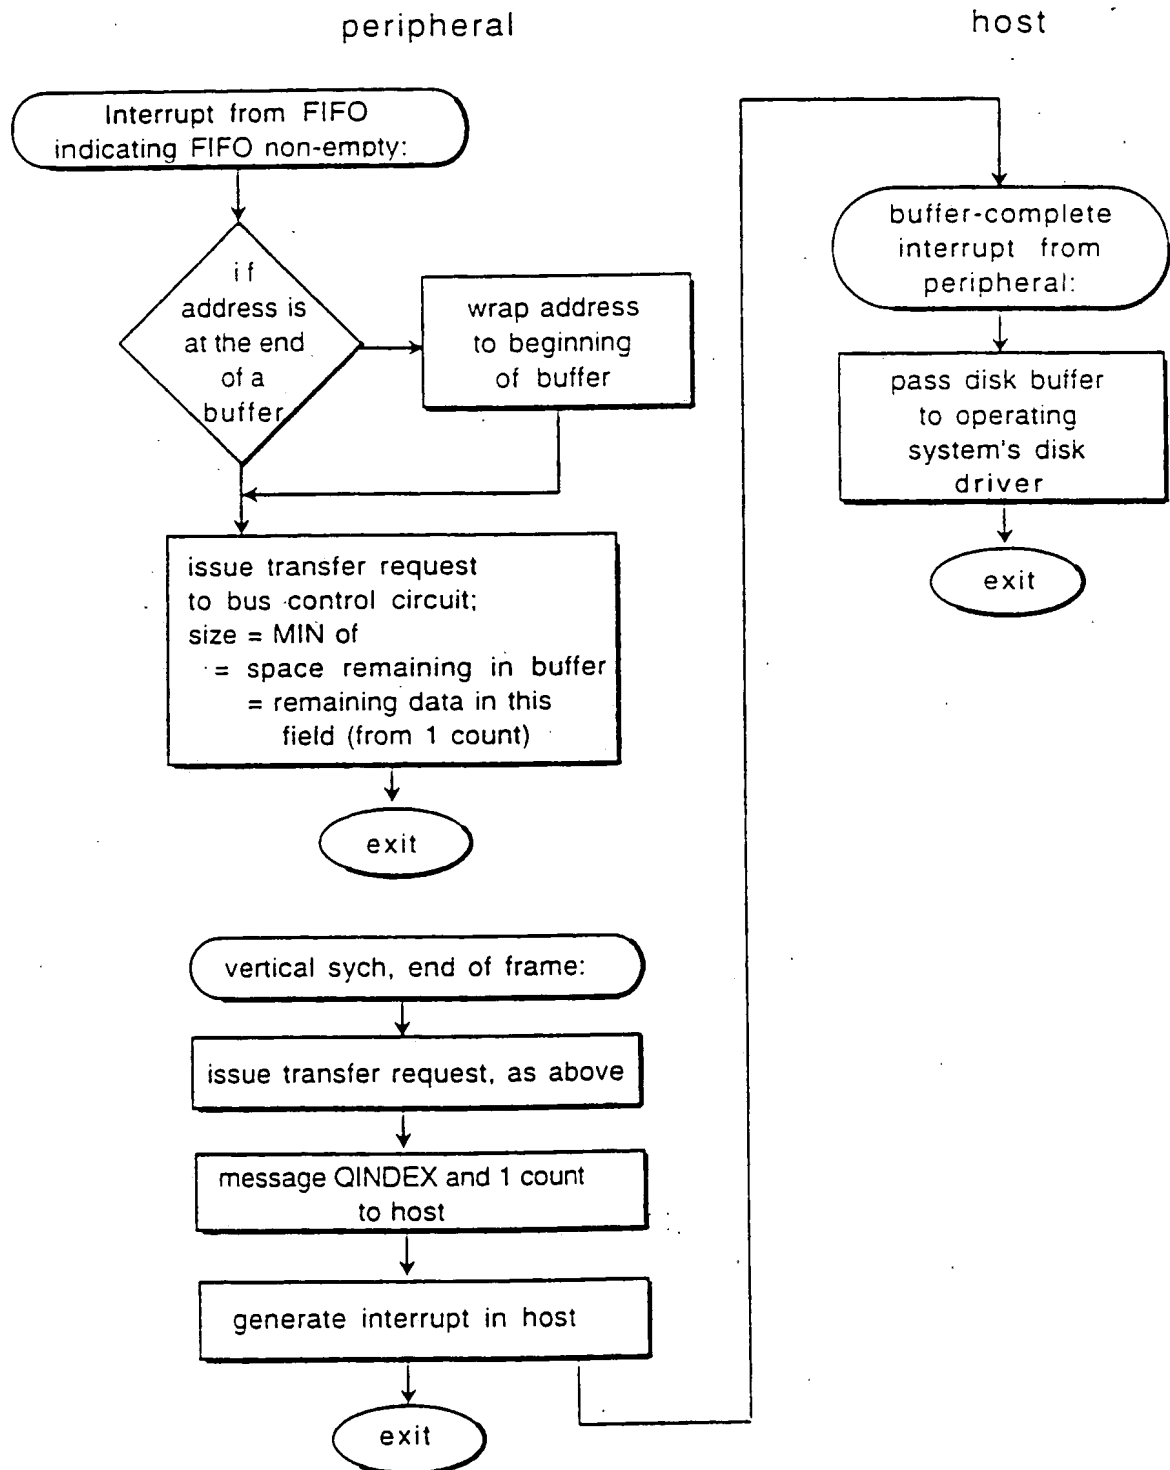 peripheral
host
Interrupt from FIFO
indicating FIFO non-empty:
if
address is
at the end
of a
buffer
wrap address
to beginning
of buffer
issue transfer request
to bus control circuit;
size = MIN of
= space remaining in buffer
= remaining data in this
field (from 1 count)
exit
vertical sych, end of frame:
issue transfer request, as above
message QINDEX and 1 count
to host
generate interrupt in host
exit
buffer-complete
interrupt from
peripheral:
pass disk buffer
to operating
system's disk
driver
exit